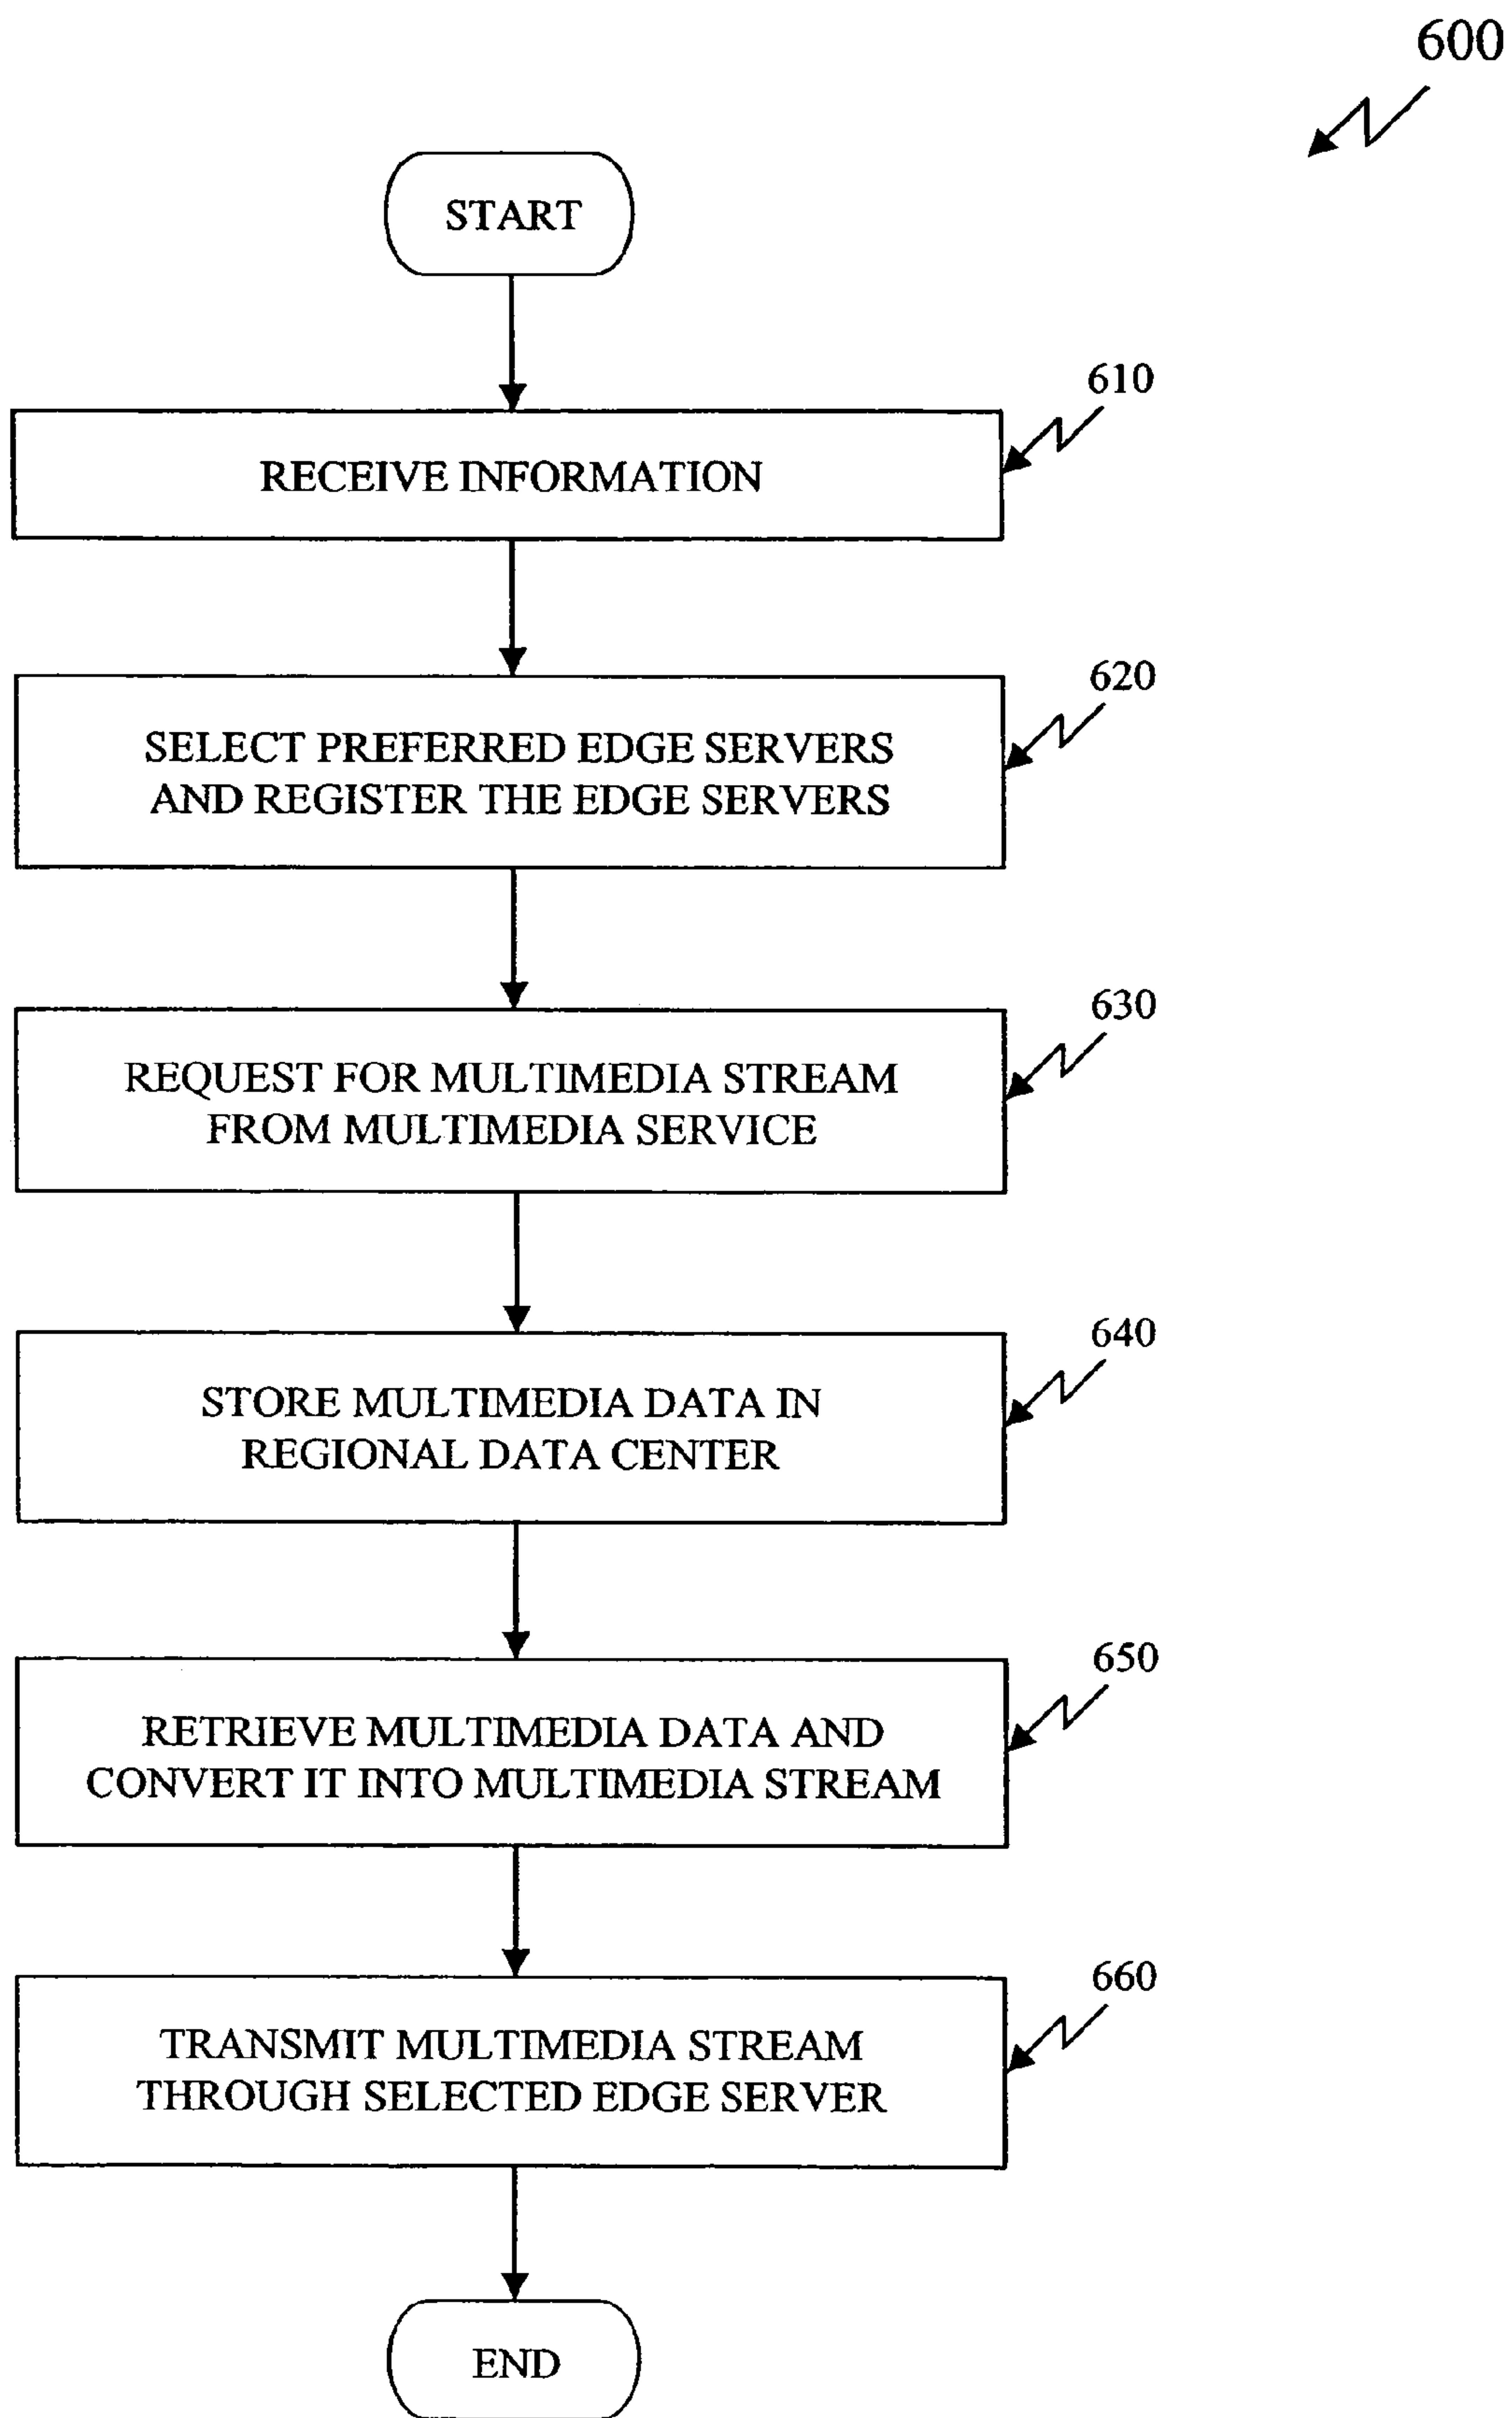 600
START
610
RECEIVE INFORMATION
620
SELECT PREFERRED EDGE SERVERS
AND REGISTER THE EDGE SERVERS
630
REQUEST FOR MULTIMEDIA STREAM
FROM MULTIMEDIA SERVICE
640
STORE MULTIMEDIA DATA IN
REGIONAL DATA CENTER
650
RETRIEVE MULTIMEDIA DATA AND
CONVERT IT INTO MULTIMEDIA STREAM
660
TRANSMIT MULTIMEDIA STREAM
THROUGH SELECTED EDGE SERVER
END